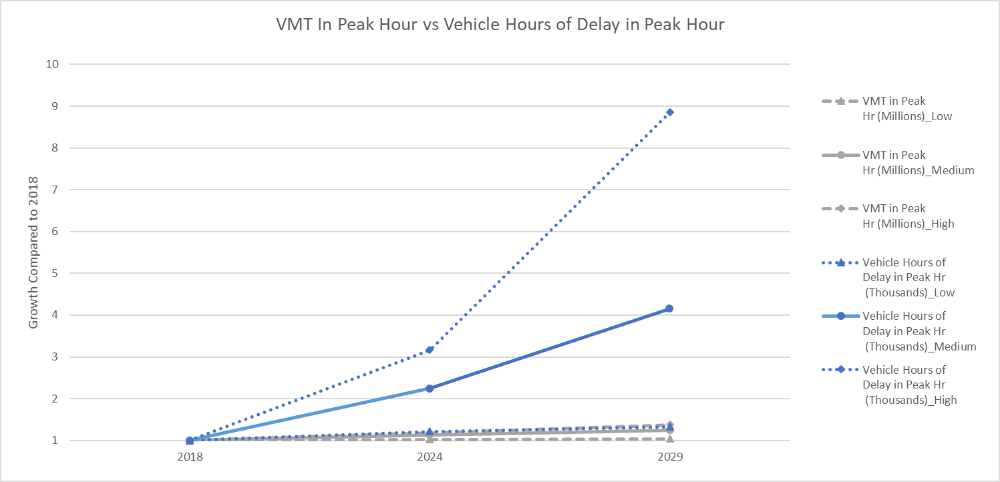 VMT In Peak Hour vs Vehicle Hours of Delay in Peak Hour
Growth Compared to 2018
10
9
8
7
6
5
4
3
2
1
2018
2024
2029
VMT in Peak
Hr (Millions)_Low
VMT in Peak
Hr (Millions)_Medium
VMT in Peak
Hr (Millions)_High
Vehicle Hours of
Delay in Peak Hr
(Thousands)_Low
Vehicle Hours of
Delay in Peak Hr
(Thousands)_Medium
Vehicle Hours of
Delay in Peak Hr
(Thousands)_High